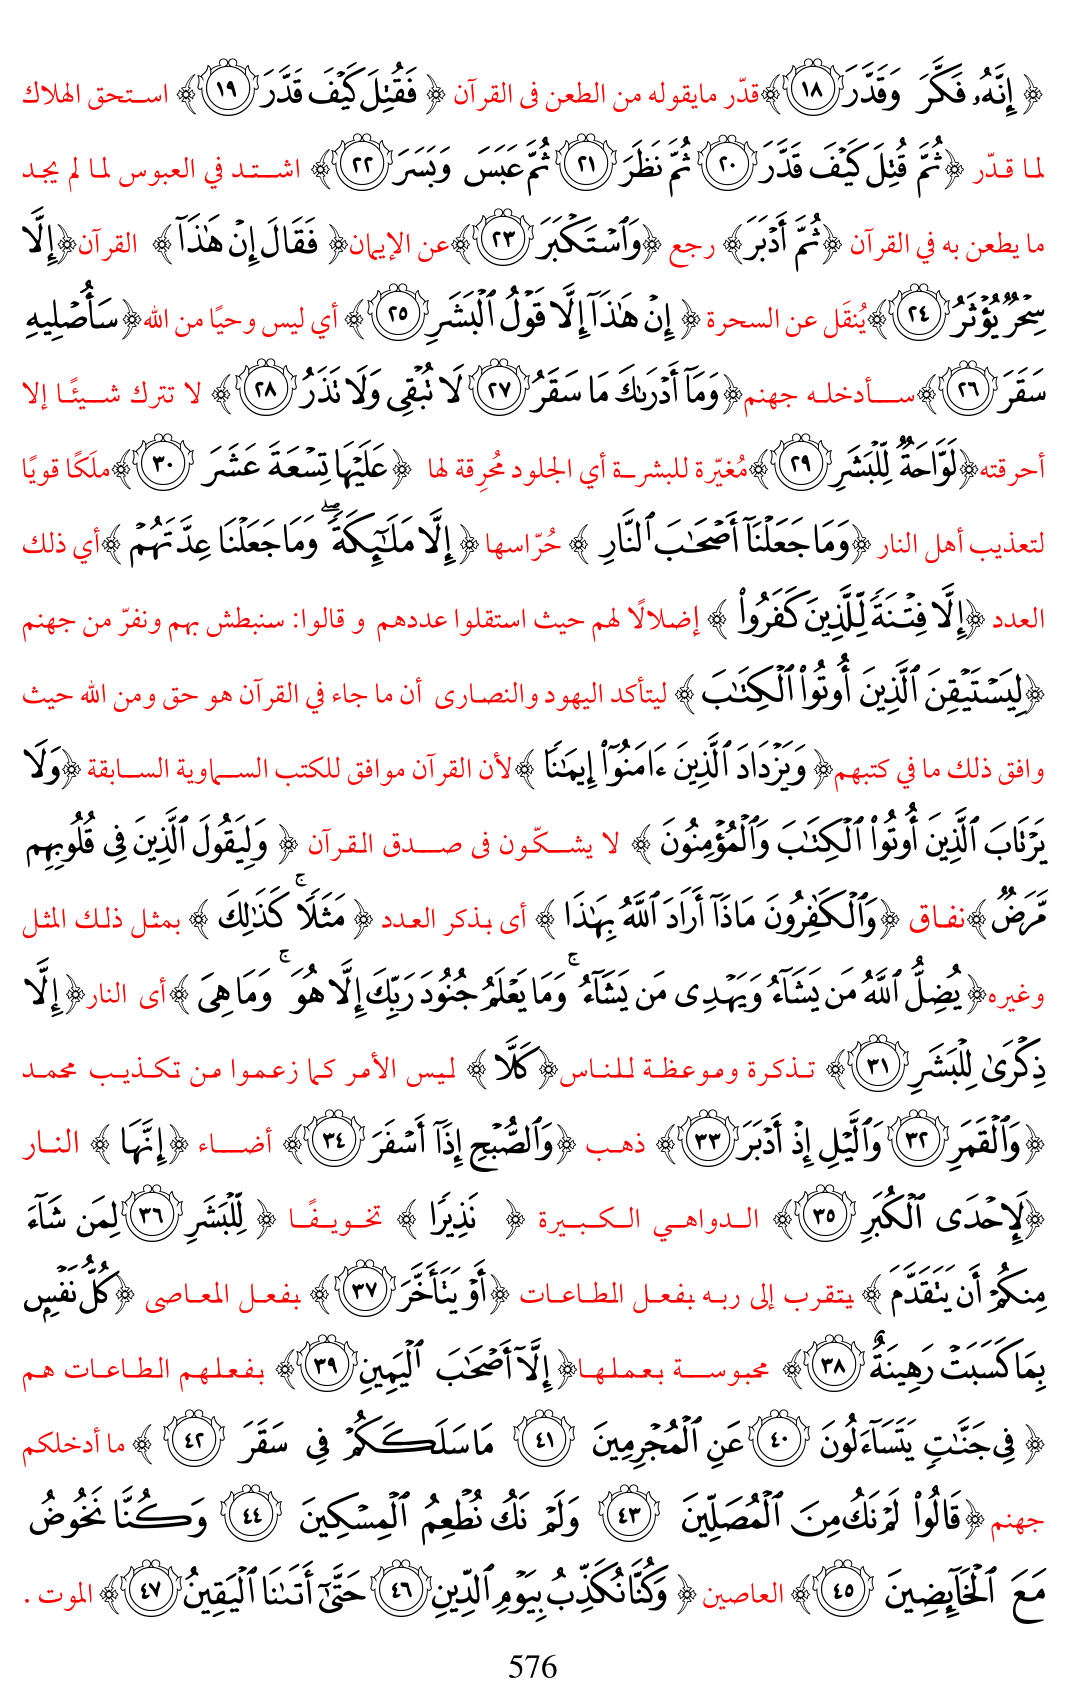 ﴿ إِنَّهُۥ فَكَّرَ وَقَدَّرَ ١٨﴾قدّر مايقوله من الطعن فى القرآن ﴿ فَقُتِلَ كَيْفَ قَدَّرَ ١٩﴾ استحق الهلاك
لما قدّر ﴿ثُمَّ قُتِلَ كَيْفَ قَدَّرَ ٢٠ ثُمَّ نَظَرَ ٢١ ثُمَّ عَبَسَ وَبَسَرَ ٢٢﴾ اشتد في العبوس لما لم يجد
ما يطعن به في القرآن ﴿ثُمَّ أَدْبَرَ﴾ رجع ﴿وَٱسْتَكْبَرَ ٢٣﴾عن الإيمان﴿ فَقَالَ إِنْ هَٰذَآ﴾ القرآن﴿إِلَّا
سِحْرٌ يُؤْثَرُ ٢٤﴾يُنقَل عن السحرة ﴿ إِنْ هَٰذَآ إِلَّا قَوْلُ ٱلْبَشَرِ ٢٥﴾ أي ليس وحيًا من الله﴿سَأُصْلِيهِ
سَقَرَ ٢٦﴾سأدخله جهنم﴿وَمَآ أَدْرَىٰكَ مَا سَقَرُ ٢٧ لَا تُبْقِى وَلَا تَذَرُ ٢٨﴾ لا تترك شيئًا إلا
أحرقته﴿لَوَّاحَةٌ لِّلْبَشَرِ ٢٩﴾مُغيّرة للبشرة أي الجلود مُحرِقة لها ﴿عَلَيْهَا تِسْعَةَ عَشَرَ ٣٠﴾ملَكًا قويًا
لتعذيب أهل النار ﴿وَمَا جَعَلْنَآ أَصْحَٰبَ ٱلنَّارِ ﴾ حُرّاسها ﴿إِلَّا مَلَٰٓئِكَةً ۖ وَمَا جَعَلْنَا عِدَّتَهُمْ ﴾أي ذلك
العدد ﴿إِلَّا فِتْنَةً لِّلَّذِينَ كَفَرُوا۟ ﴾ إضلالًا لهم حيث استقلوا عددهم و قالوا: سنبطش بهم ونفرّ من جهنم
﴿لِيَسْتَيْقِنَ ٱلَّذِينَ أُوتُوا۟ ٱلْكِتَٰبَ ﴾ ليتأكد اليهود والنصارى أن ما جاء في القرآن هو حق ومن الله حيث
وافق ذلك ما في كتبهم﴿ وَيَزْدَادَ ٱلَّذِينَ ءَامَنُوٓا۟ إِيمَٰنًا ﴾لأن القرآن موافق للكتب السماوية السابقة ﴿وَلَا
يَرْتَابَ ٱلَّذِينَ أُوتُوا۟ ٱلْكِتَٰبَ وَٱلْمُؤْمِنُونَ ﴾ لا يشكّون فى صدق القرآن ﴿ وَلِيَقُولَ ٱلَّذِينَ فِى قُلُوبِهِم
مَّرَضٌ﴾نفاق ﴿وَٱلْكَٰفِرُونَ مَاذَآ أَرَادَ ٱللَّهُ بِهَٰذَا ﴾ أى بذكر العدد ﴿ مَثَلًا ۚ كَذَٰلِكَ ﴾ بمثل ذلك المثل
وغيره﴿يُضِلُّ ٱللَّهُ مَن يَشَآءُ وَيَهْدِى مَن يَشَآءُ ۚ وَمَا يَعْلَمُ جُنُودَ رَبِّكَ إِلَّا هُوَ ۚ وَمَا هِىَ ﴾أى النار﴿إِلَّا
ذِكْرَىٰ لِلْبَشَرِ ٣١﴾ تذكرة وموعظة للناس﴿كَلَّا ﴾ ليس الأمر كما زعموا من تكذيب محمد
﴿وَٱلْقَمَرِ ٣٢ وَٱلَّيْلِ إِذْ أَدْبَرَ ٣٣﴾ ذهب ﴿وَٱلصُّبْحِ إِذَآ أَسْفَرَ ٣٤﴾ أضاء ﴿إِنَّهَا ﴾ النار
﴿لَإِحْدَى ٱلْكُبَرِ ٣٥﴾ الدواهي الكبيرة ﴿ نَذِيرًا ﴾ تخويفًا ﴿ لِّلْبَشَرِ ٣٦ لِمَن شَآءَ
مِنكُمْ أَن يَتَقَدَّمَ ﴾ يتقرب إلى ربه بفعل الطاعات ﴿أَوْ يَتَأَخَّرَ ٣٧﴾ بفعل المعاصى ﴿كُلُّ نَفْسٍۭ
بِمَا كَسَبَتْ رَهِينَةٌ ٣٨﴾ محبوسة بعملها﴿إِلَّآ أَصْحَٰبَ ٱلْيَمِينِ ٣٩﴾ بفعلهم الطاعات هم
﴿ فِى جَنَّٰتٍ يَتَسَآءَلُونَ ٤٠ عَنِ ٱلْمُجْرِمِينَ ٤١ مَا سَلَكَكُمْ فِى سَقَرَ ٤٢ ﴾ ما أدخلكم
جهنم ﴿قَالُوا۟ لَمْ نَكُ مِنَ ٱلْمُصَلِّينَ ٤٣ وَلَمْ نَكُ نُطْعِمُ ٱلْمِسْكِينَ ٤٤ وَكُنَّا نَخُوضُ
مَعَ ٱلْخَآئِضِينَ ٤٥﴾ العاصين ﴿ وَكُنَّا نُكَذِّبُ بِيَوْمِ ٱلدِّينِ ٤٦ حَتَّىٰٓ أَتَىٰنَا ٱلْيَقِينُ ٤٧﴾ الموت .
576